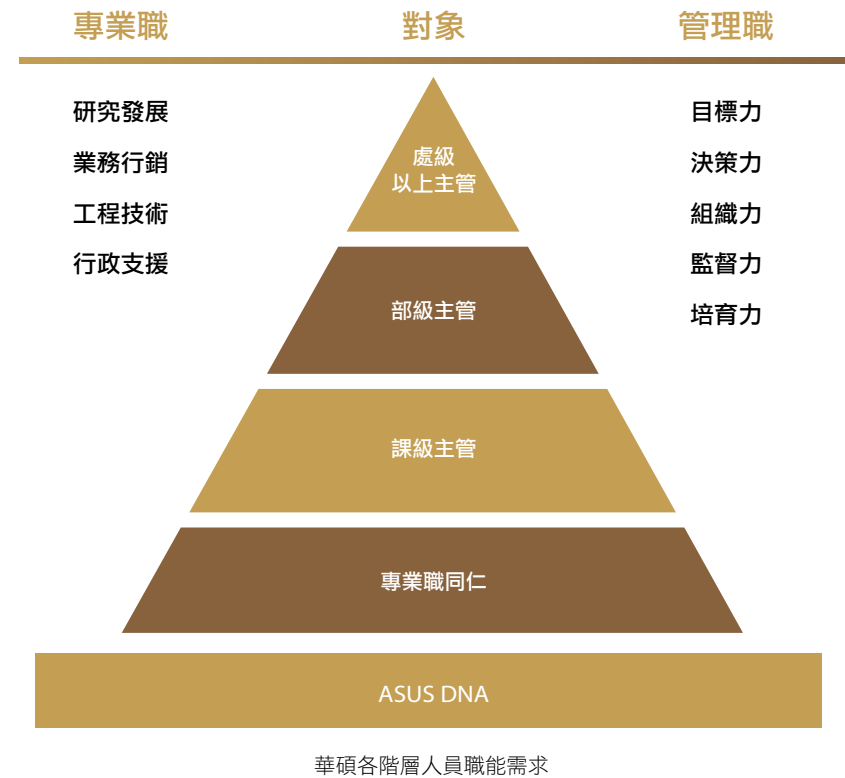 專業職
對象
管理職
研究發展
業務行銷
工程技術
行政支援
處級
以上主管
部級主管
課級主管
專業職同仁
目標力
決策力
組織力
監督力
培育力
ASUS DNA
華碩各階層人員職能需求